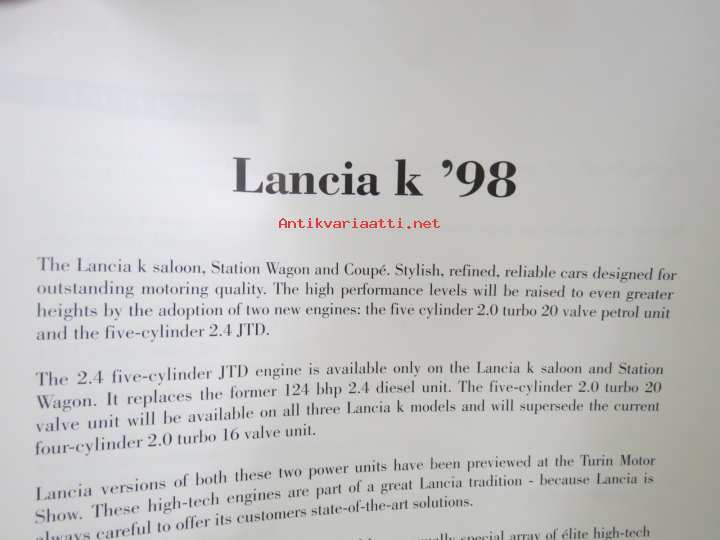 Lancia k ’98
Antikvariaatti.net
The Lancia k saloon, Station Wagon and Coupé. Stylish, refined, reliable cars designed for
outstanding motoring quality. The high performance levels will be raised to even greater
heights by the adoption of two new engines: the five cylinder 2.0 turbo 20 valve petrol unit
and the five-cylinder 2.4 JTD.
The 2.4 five-cylinder JTD engine is available only on the Lancia k saloon and Station
Wagon. It replaces the former 124 bhp 2.4 diesel unit. The five-cylinder 2.0 turbo 20
valve unit will be available on all three Lancia k models and will supersede the current
four-cylinder 2.0 turbo 16 valve unit.
Lancia versions of both these two power units have been previewed at the Turin Motor
Show. These high-tech engines are part of a great Lancia tradition - because Lancia is
always careful to offer its customers state-of-the-art solutions.
special array of élite high-tech